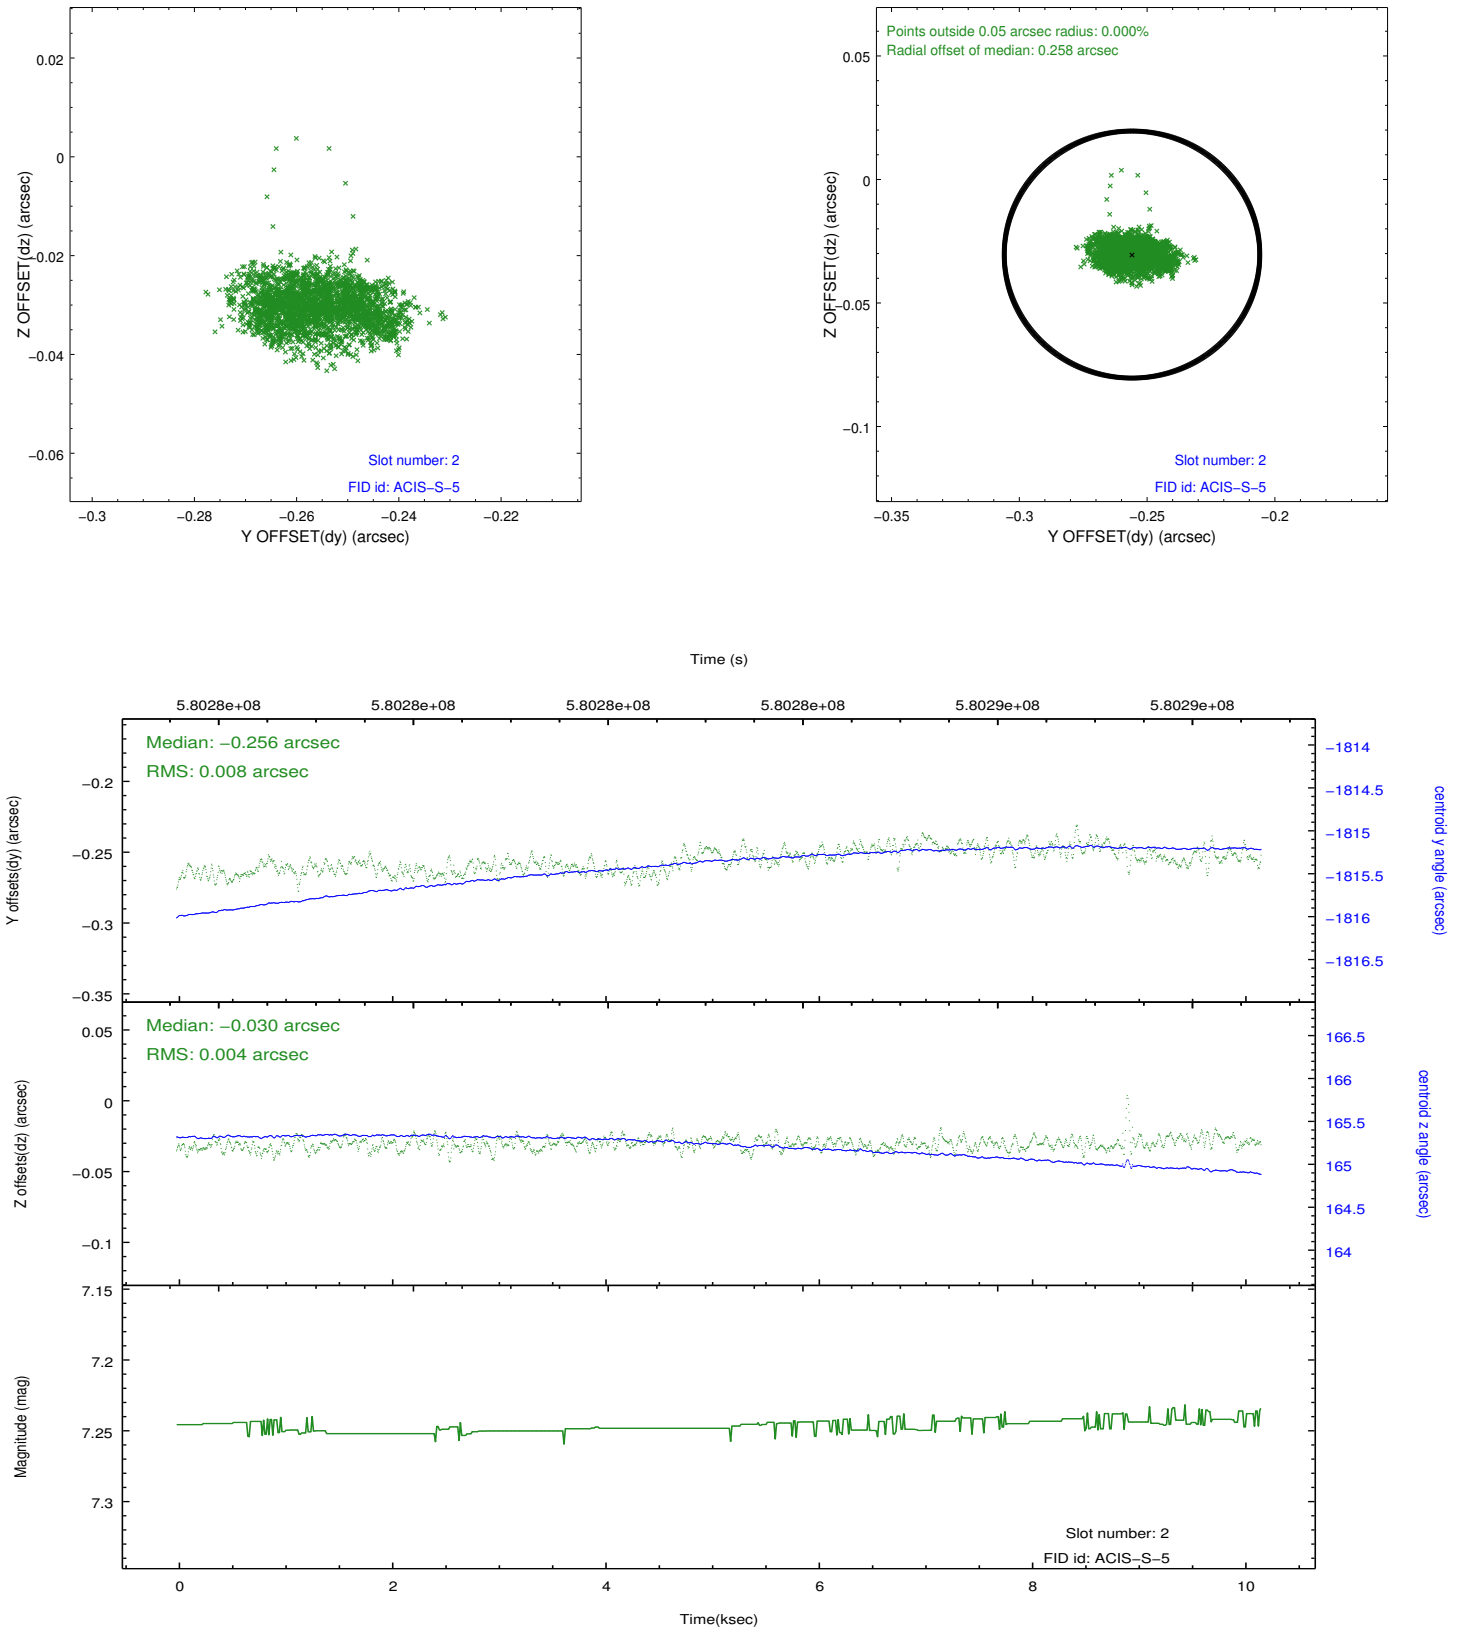 0.02
0
−0.02
−0.04
−0.06
Z OFFSET(dz) (arcsec)
Slot number: 2
FID id: ACIS−S−5
−0.3 −0.28 −0.26 −0.24 −0.22
Y OFFSET(dy) (arcsec)
Points outside 0.05 arcsec radius: 0.000%
Radial offset of median: 0.258 arcsec
0.05
0
−0.05
−0.1
Z OFFSET(dz) (arcsec)
Slot number: 2
FID id: ACIS−S−5
−0.35 −0.3 −0.25 −0.2
Y OFFSET(dy) (arcsec)
Time (s)
5.8028e+08 5.8028e+08 5.8028e+08 5.8028e+08 5.8029e+08 5.8029e+08
Median: −0.256 arcsec
RMS: 0.008 arcsec
−0.2
−0.25
−0.3
−0.35
Y offsets(dy) (arcsec)
−1814
−1814.5
−1815
−1815.5
−1816
−1816.5
centroid y angle (arcsec)
Median: −0.030 arcsec
RMS: 0.004 arcsec
0.05
0
−0.05
−0.1
Z offsets(dz) (arcsec)
166.5
166
165.5
165
164.5
164
centroid z angle (arcsec)
7.15
7.2
7.25
7.3
Magnitude (mag)
Slot number: 2
FID id: ACIS−S−5
0 2 4 6 8 10
Time(ksec)